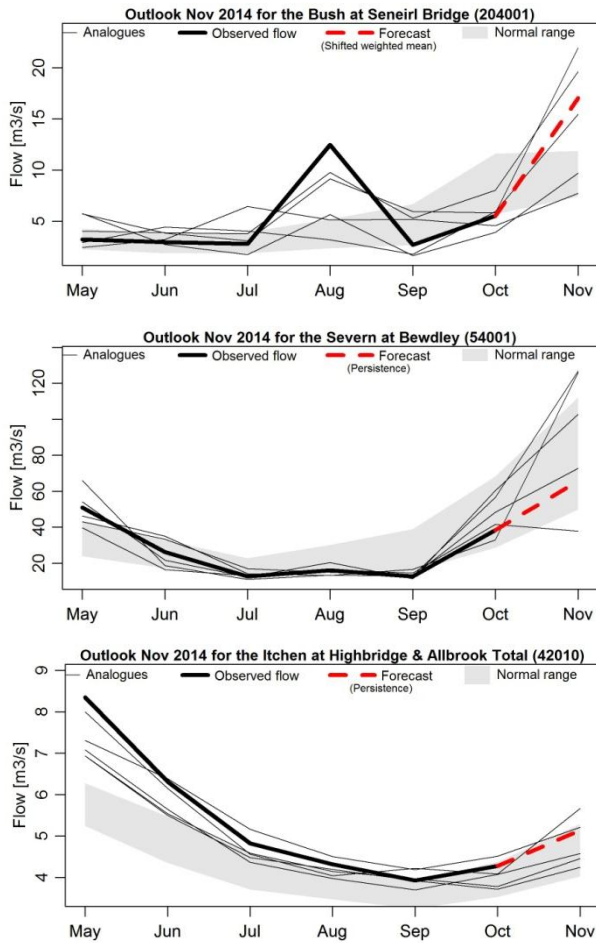 Outlook Nov 2014 for the Bush at Seneirl Bridge (204001)
Analogues Observed flow Forecast Normal range
(Shifted weighted mean)
Flow [m3/s]
20
15
10
5
May Jun Jul Aug Sep Oct Nov
Outlook Nov 2014 for the Severn at Bewdley (54001)
Analogues Observed flow Forecast Normal range
(Persistence)
Flow [m3/s]
120
80
60
40
20
May Jun Jul Aug Sep Oct Nov
Outlook Nov 2014 for the Itchen at Highbridge & Allbrook Total (42010)
Analogues Observed flow Forecast Normal range
(Persistence)
Flow [m3/s]
9
8
7
6
5
4
May Jun Jul Aug Sep Oct Nov